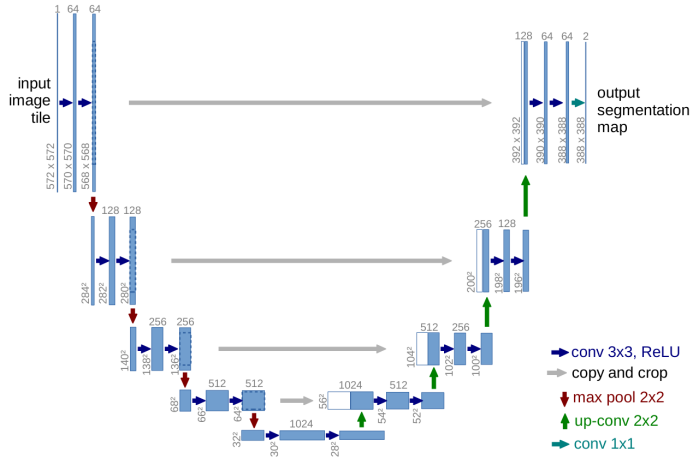 1 64 64
128 64 64 2
input
image
tile
output
segmentation
map
572 x 572
570 x 570
568 x 568
392 x 392
390 x 390
388 x 388
388 x 388
128 128
256 128
284²
282²
280²
200²
198²
196²
256 256
512 256
140²
138²
136²
104²
102²
100²
512 512
1024 512
68²
66²
64²
56²
54²
52²
1024
32²
30²
28²
conv 3x3, ReLU
copy and crop
max pool 2x2
up-conv 2x2
conv 1x1